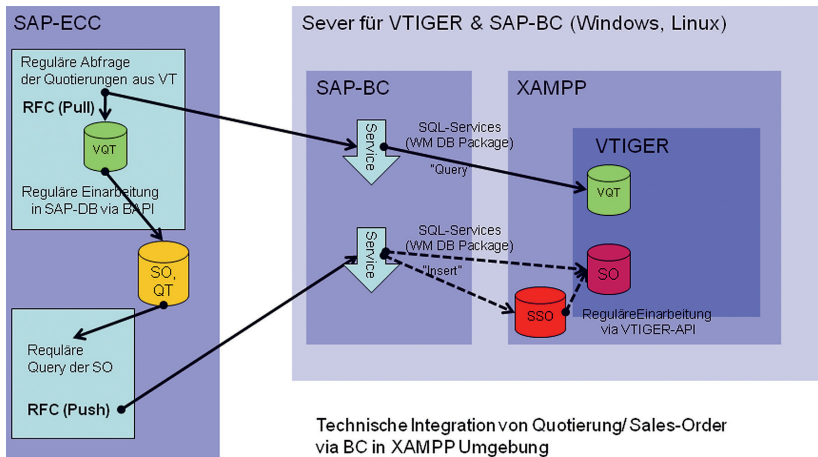 SAP-ECC
Reguläre Abfrage
der Quotierungen aus VT
RFC (Pull)
VQT
Reguläre Einarbeitung
in SAP-DB via BAPI
SO,
QT
Requläre
Query der SO
RFC (Push)
Sever für VTIGER & SAP-BC (Windows, Linux)
SAP-BC
Service
Service
SQL-Services
(WM DB Package)
"Query"
SQL-Services
(WM DB Package)
"Insert"
XAMPP
VTIGER
VQT
SO
SSO
ReguläreEinarbeitung
via VTIGER-API
Technische Integration von Quotierung/ Sales-Order
via BC in XAMPP Umgebung